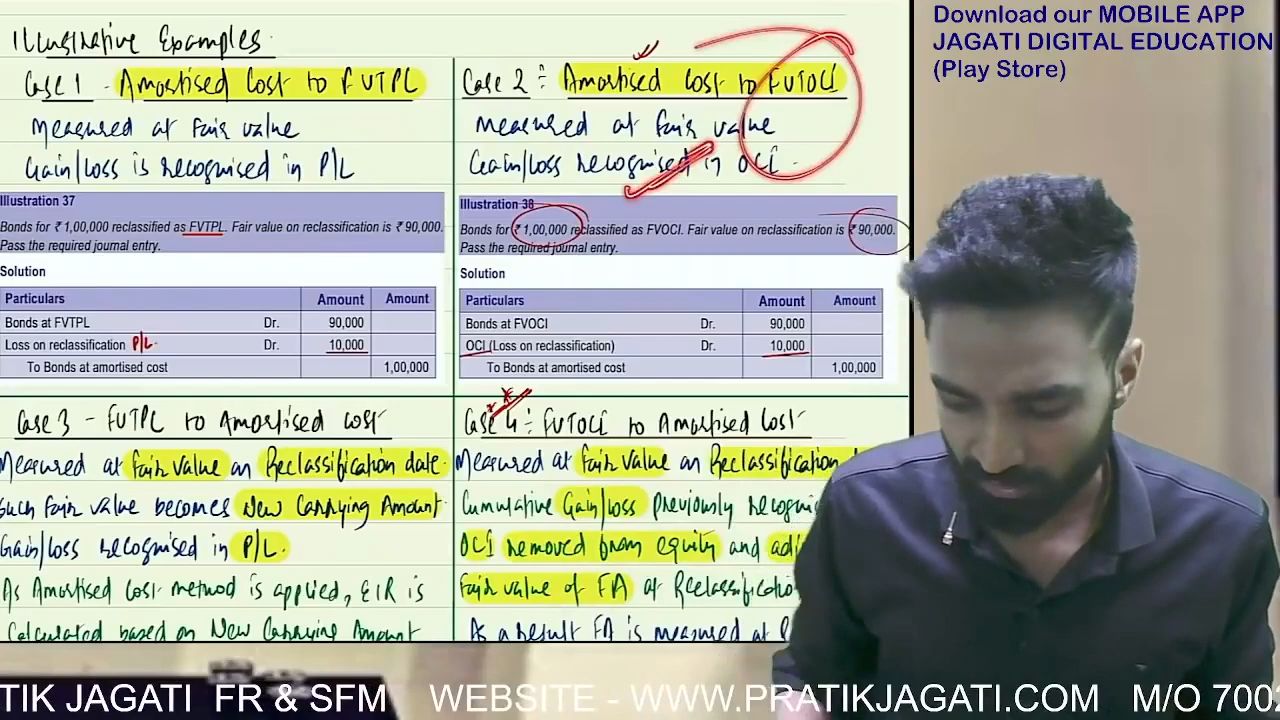 Illustrative Examples
Case 1 - Amortised Cost to FVTPL
Measured at Fair value
Gain/loss is recognised in P/L
Illustration 37
Bonds for ₹ 1,00,000 reclassified as FVTPL. Fair value on reclassification is ₹ 90,000.
Pass the required journal entry.
Solution
Particulars Amount Amount
Bonds at FVTPL Dr. 90,000
Loss on reclassification P/L. Dr. 10,000
To Bonds at amortised cost 1,00,000
Case 2 : Amortised Cost to FVTOCI
Measured at fair value
Gain/loss recognised in OCI.
Illustration 38
Bonds for ₹ 1,00,000 reclassified as FVOCI. Fair value on reclassification is ₹ 90,000.
Pass the required journal entry.
Solution
Particulars Amount Amount
Bonds at FVOCI Dr. 90,000
OCI (Loss on reclassification) Dr. 10,000
To Bonds at amortised cost 1,00,000
Case 3 - FVTPL to Amortised Cost
Measured at fair value on Reclassification date.
Such Fair value becomes New Carrying Amount.
Gain/loss recognised in P/L.
As Amortised Cost method is applied, EIR is
Calculated based on New Carrying Amount
Case 4 : FVTOCI to Amortised Cost
Measured at fair value on Reclassification
Cumulative Gain/loss previously
OCI removed from equity and
Fair value of FA at
As a result FA is measured at
Download our MOBILE APP
JAGATI DIGITAL EDUCATION
(Play Store)
TIK JAGATI FR & SFM WEBSITE - WWW.PRATIKJAGATI.COM M/O 7002